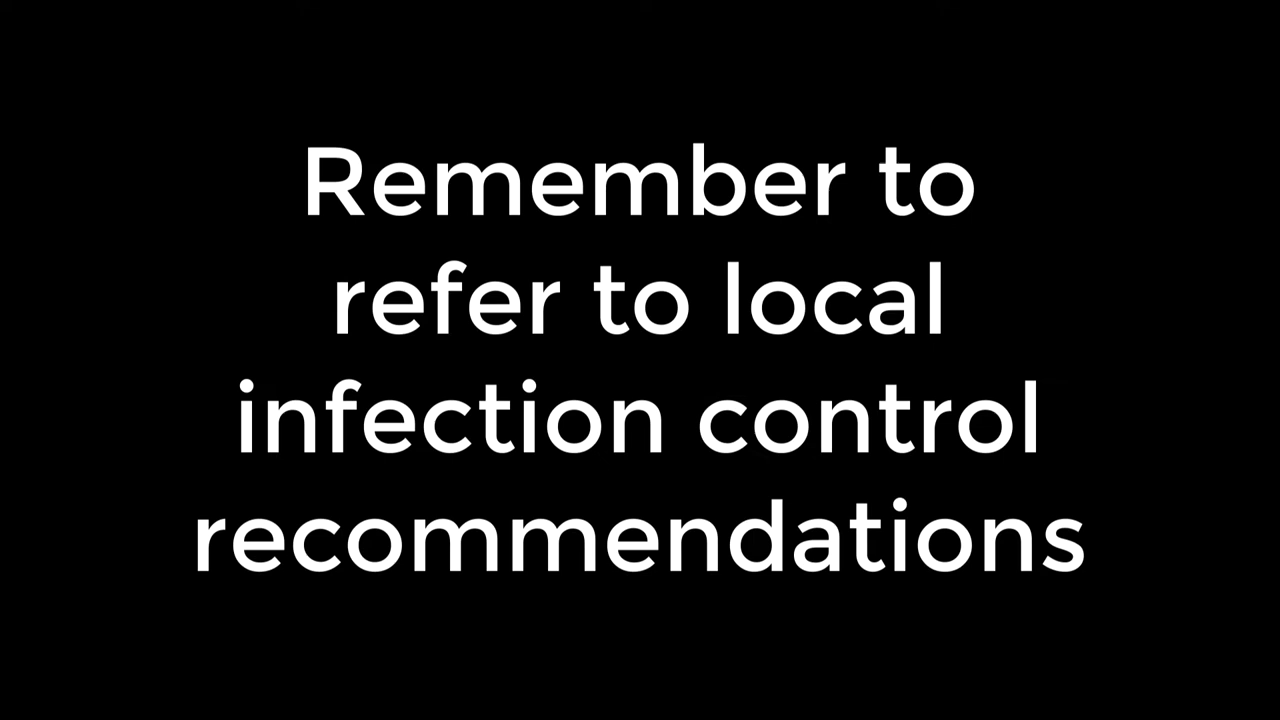 Remember to
refer to local
infection control
recommendations